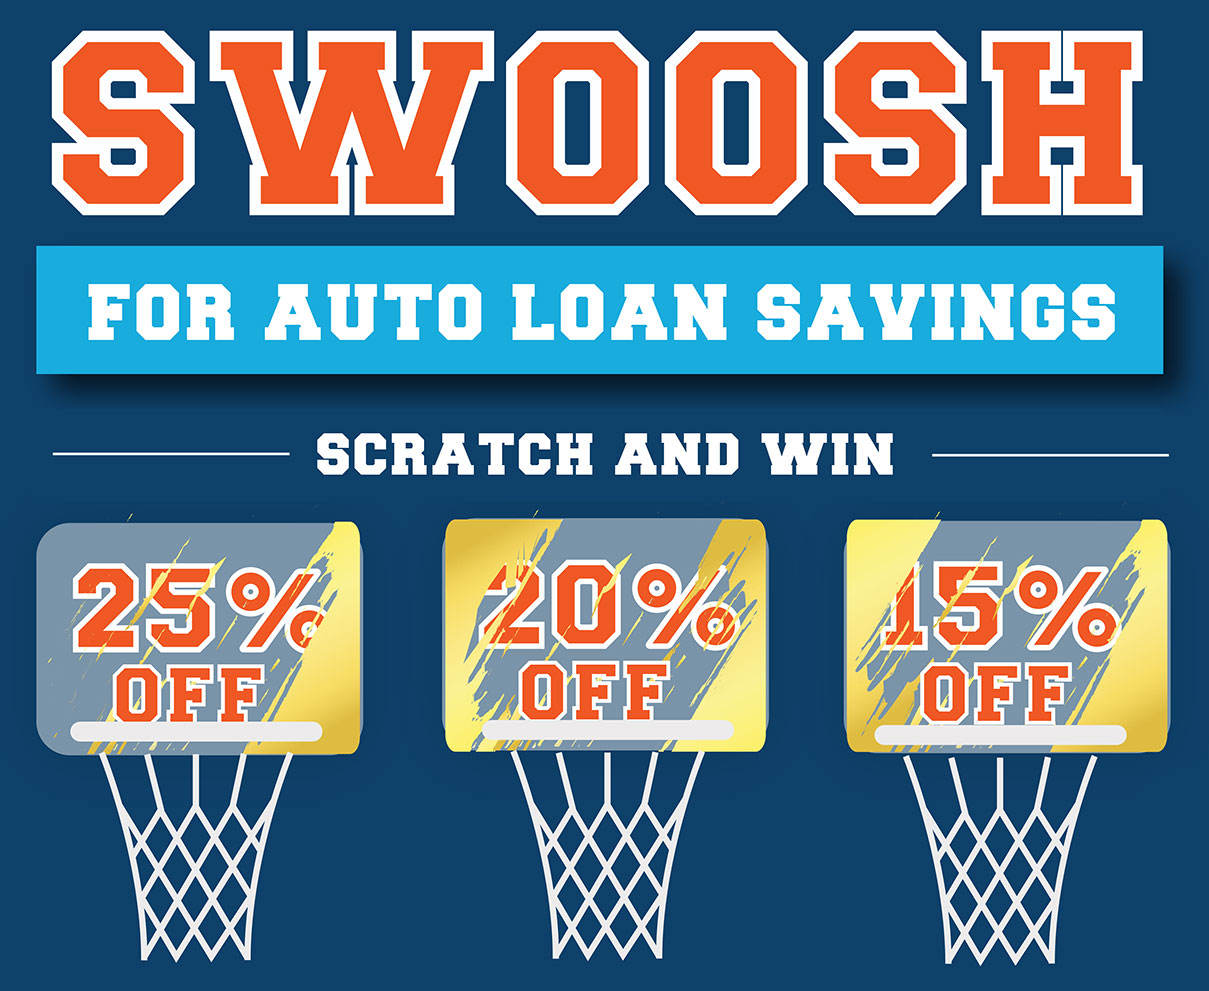 SWOOSH
FOR AUTO LOAN SAVINGS
SCRATCH AND WIN
25% OFF
20% OFF
15% OFF